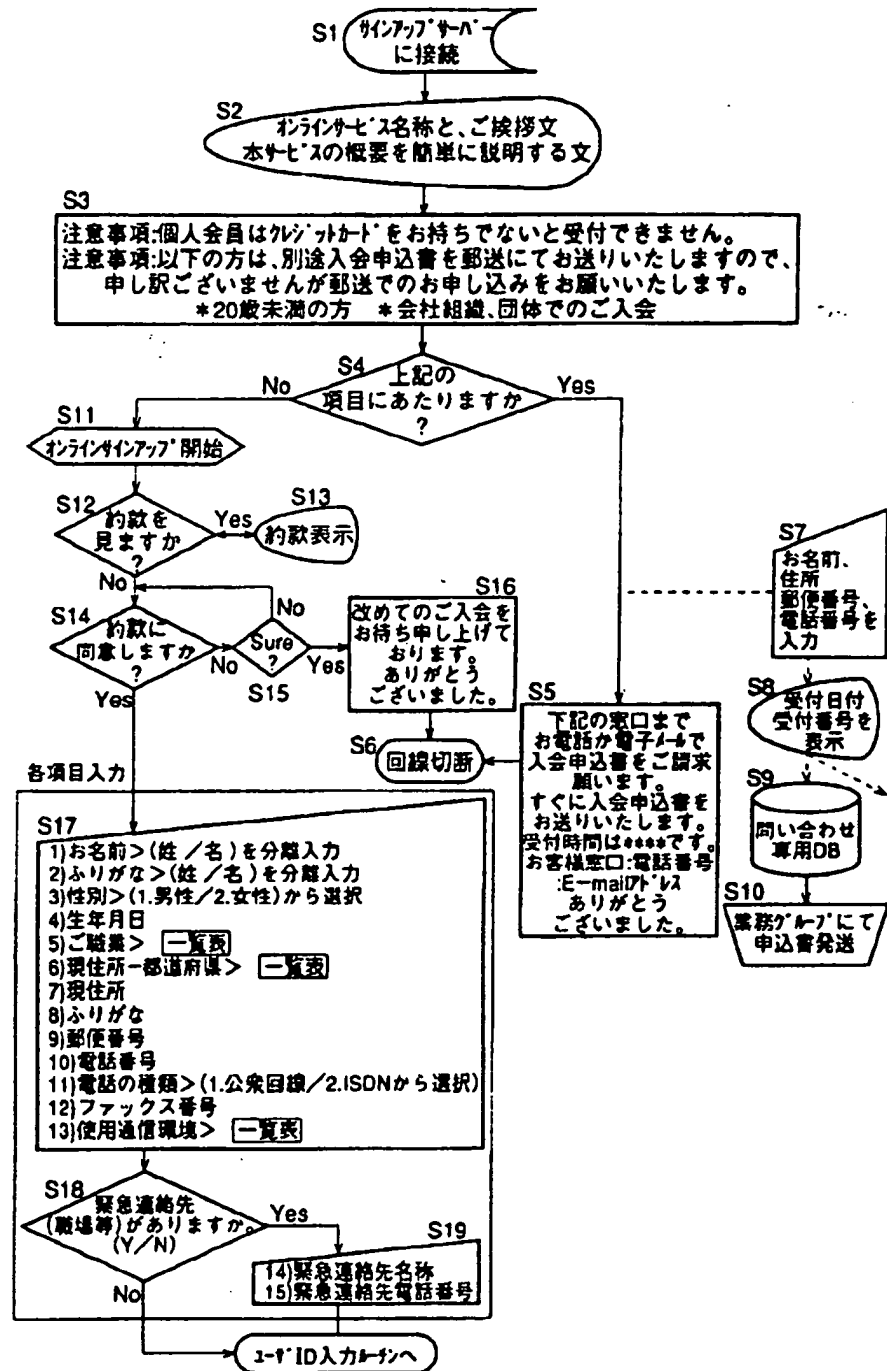 S1
サインアップサーバー
に接続
S2
オンラインサービス名称と、ご挨拶文
本サービスの概要を簡単に説明する文
S3
注意事項:個人会員はクレジットカードをお持ちでないと受付できません。
注意事項:以下の方は、別途入会申込書を郵送にてお送りいたしますので、
申し訳ございませんが郵送でのお申し込みをお願いいたします。
*20歳未満の方 *会社組織、団体でのご入会
S4
上記の
項目にあたりますか
?
No
Yes
S11
オンラインサインアップ開始
S12
約款を
見ますか
?
Yes
No
S13
約款表示
S14
約款に
同意しますか
?
No
Yes
No
Sure
?
Yes
S15
S16
改めてのご入会を
お待ち申し上げて
おります。
ありがとう
ございました。
S6
回線切断
S5
下記の窓口まで
お電話か電子メールで
入会申込書をご請求
願います。
すぐに入会申込書を
お送りいたします。
受付時間は****です。
お客様窓口:電話番号
:E-mailアドレス
ありがとう
ございました。
S7
お名前、
住所
郵便番号、
電話番号を
入力
S8
受付日付
受付番号を
表示
S9
問い合わせ
専用DB
S10
業務グループにて
申込書発送
各項目入力
S17
1)お名前>(姓/名)を分離入力
2)ふりがな>(姓/名)を分離入力
3)性別>(1.男性/2.女性)から選択
4)生年月日
5)ご職業> 一覧表
6)現住所-都道府県> 一覧表
7)現住所
8)ふりがな
9)郵便番号
10)電話番号
11)電話の種類>(1.公衆回線/2.ISDNから選択)
12)ファックス番号
13)使用通信環境> 一覧表
S18
緊急連絡先
(職場等)がありますか。
(Y/N)
Yes
No
S19
14)緊急連絡先名称
15)緊急連絡先電話番号
ユーザID入力ルーチンへ